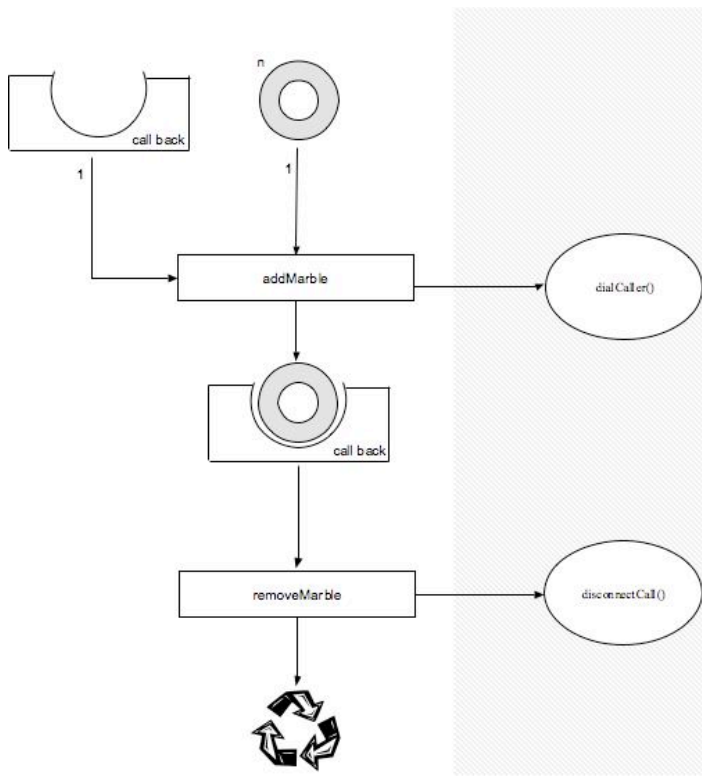 n
call back
1
1
addMarble
dialCaller()
call back
removeMarble
disconnectCall()